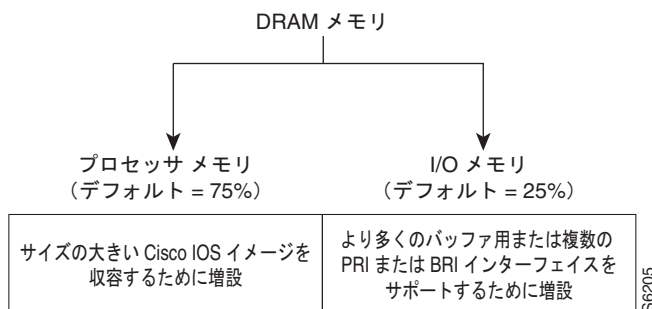 DRAM メモリ
プロセッサ メモリ
(デフォルト = 75%)
I/O メモリ
(デフォルト = 25%)
サイズの大きい Cisco IOS イメージを
収容するために増設
より多くのバッファ用または複数の
PRI または BRI インターフェイスを
サポートするために増設
S6205